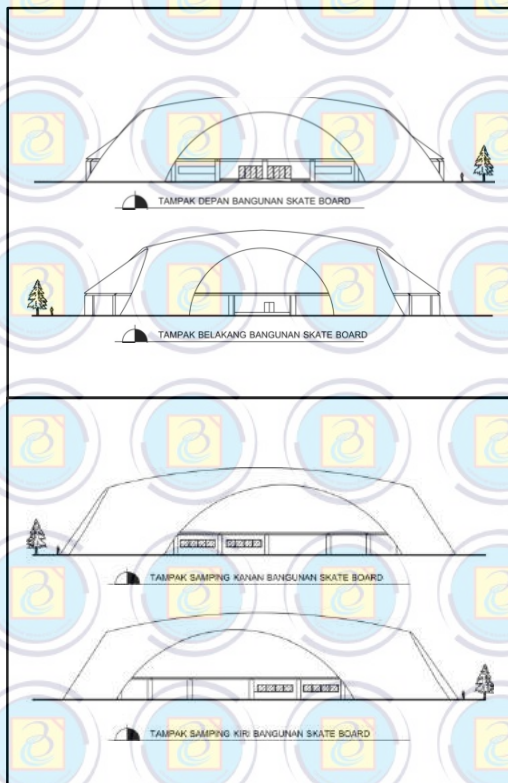 TAMPAK DEPAN BANGUNAN SKATE BOARD
TAMPAK BELAKANG BANGUNAN SKATE BOARD
TAMPAK SAMPING KANAN BANGUNAN SKATE BOARD
TAMPAK SAMPING KIRI BANGUNAN SKATE BOARD